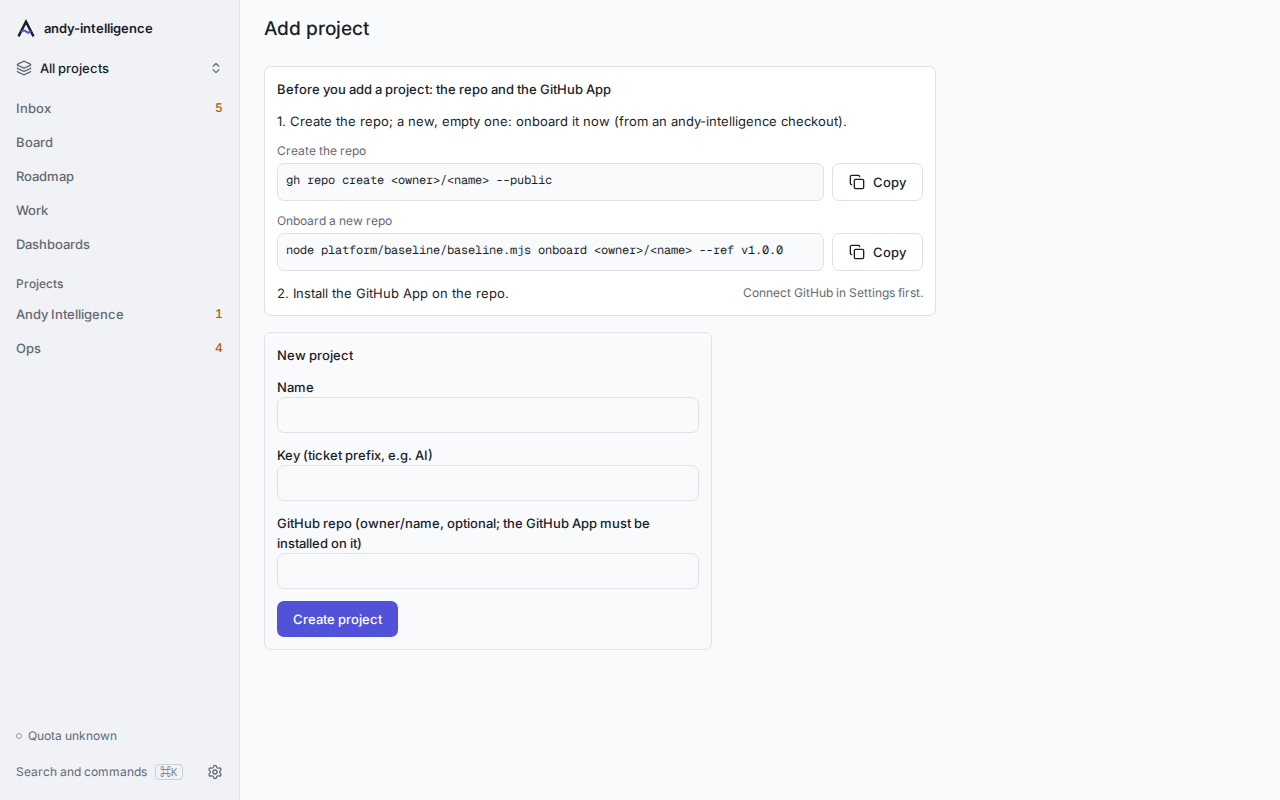 andy-intelligence
All projects
Inbox 5
Board
Roadmap
Work
Dashboards
Projects
Andy Intelligence 1
Ops 4
Quota unknown
Search and commands ⌘K
Add project
Before you add a project: the repo and the GitHub App
1. Create the repo; a new, empty one: onboard it now (from an andy-intelligence checkout).
Create the repo
gh repo create <owner>/<name> --public
Copy
Onboard a new repo
node platform/baseline/baseline.mjs onboard <owner>/<name> --ref v1.0.0
Copy
2. Install the GitHub App on the repo. Connect GitHub in Settings first.
New project
Name
Key (ticket prefix, e.g. AI)
GitHub repo (owner/name, optional; the GitHub App must be
installed on it)
Create project